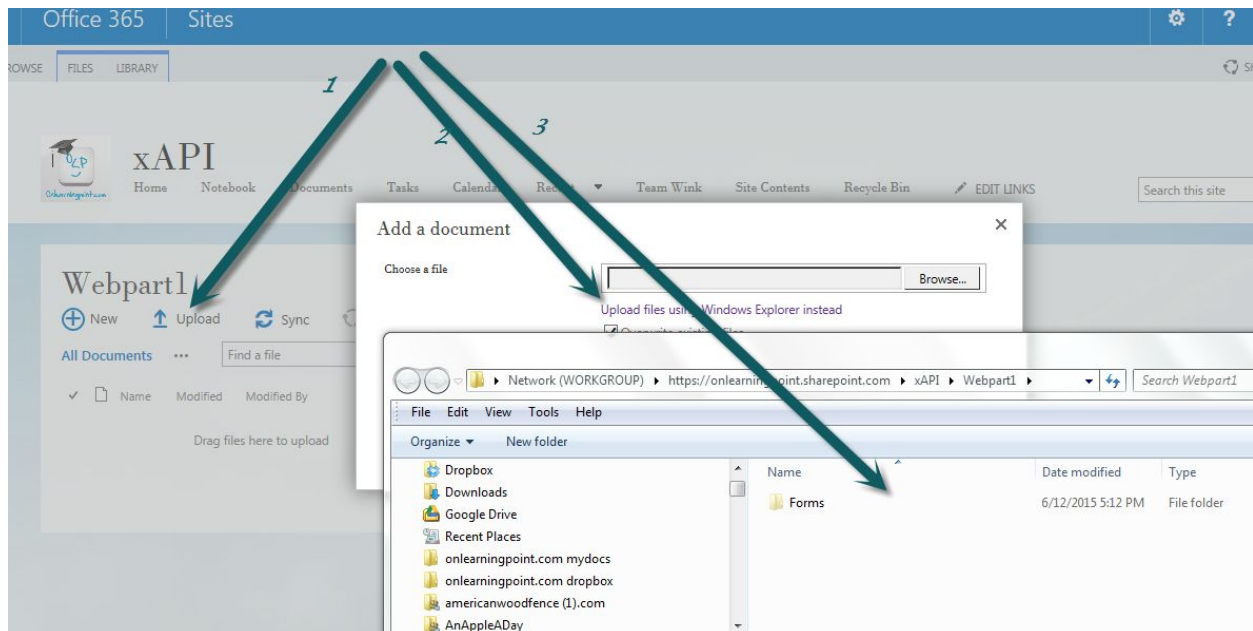 Office 365 Sites ?
FILES LIBRARY
1
2
3
OLP
xAPI
Home Notebook Documents Tasks Calendar Team Wink Site Contents Recycle Bin EDIT LINKS
Search this site
Add a document
Choose a file
Browse...
Upload files using Windows Explorer instead
Overwrite existing files
Webpart1
New Upload Sync
All Documents ... Find a file
Name Modified Modified By
Drag files here to upload
Network (WORKGROUP) https://onlearningpoint.sharepoint.com xAPI Webpart1 Search Webpart1
File Edit View Tools Help
Organize New folder
Name Date modified Type
Dropbox
Downloads
Google Drive
Recent Places
onlearningpoint.com mydocs
onlearningpoint.com dropbox
americanwoodfence (1).com
AnAppleADay
Forms 6/12/2015 5:12 PM File folder